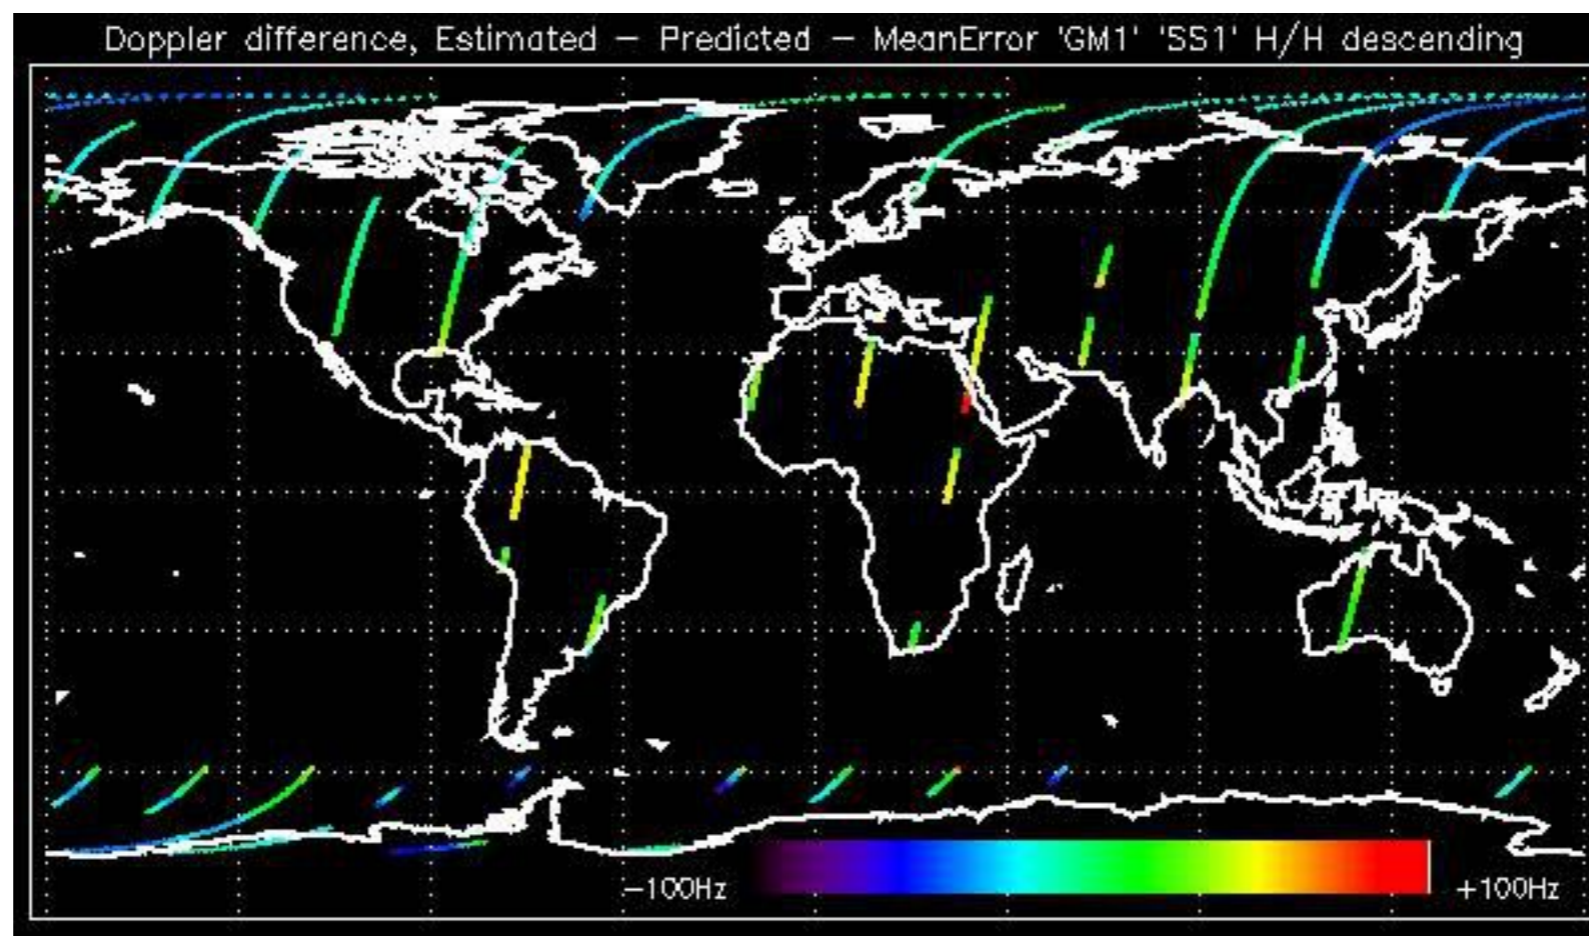 Doppler difference, Estimated – Predicted – MeanError 'GM1' 'SS1' H/H descending
–100Hz
+100Hz